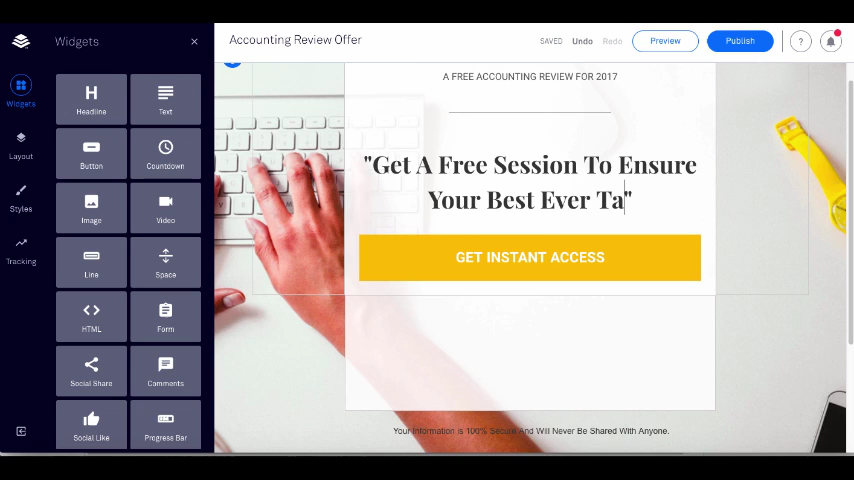 Widgets
Accounting Review Offer
SAVED Undo Redo Preview Publish ?
Widgets
Layout
Styles
Tracking
Headline Text
Button Countdown
Image Video
Line Space
HTML Form
Social Share Comments
Social Like Progress Bar
A FREE ACCOUNTING REVIEW FOR 2017
"Get A Free Session To Ensure
Your Best Ever Ta"
GET INSTANT ACCESS
Your Information is 100% Secure And Will Never Be Shared With Anyone.